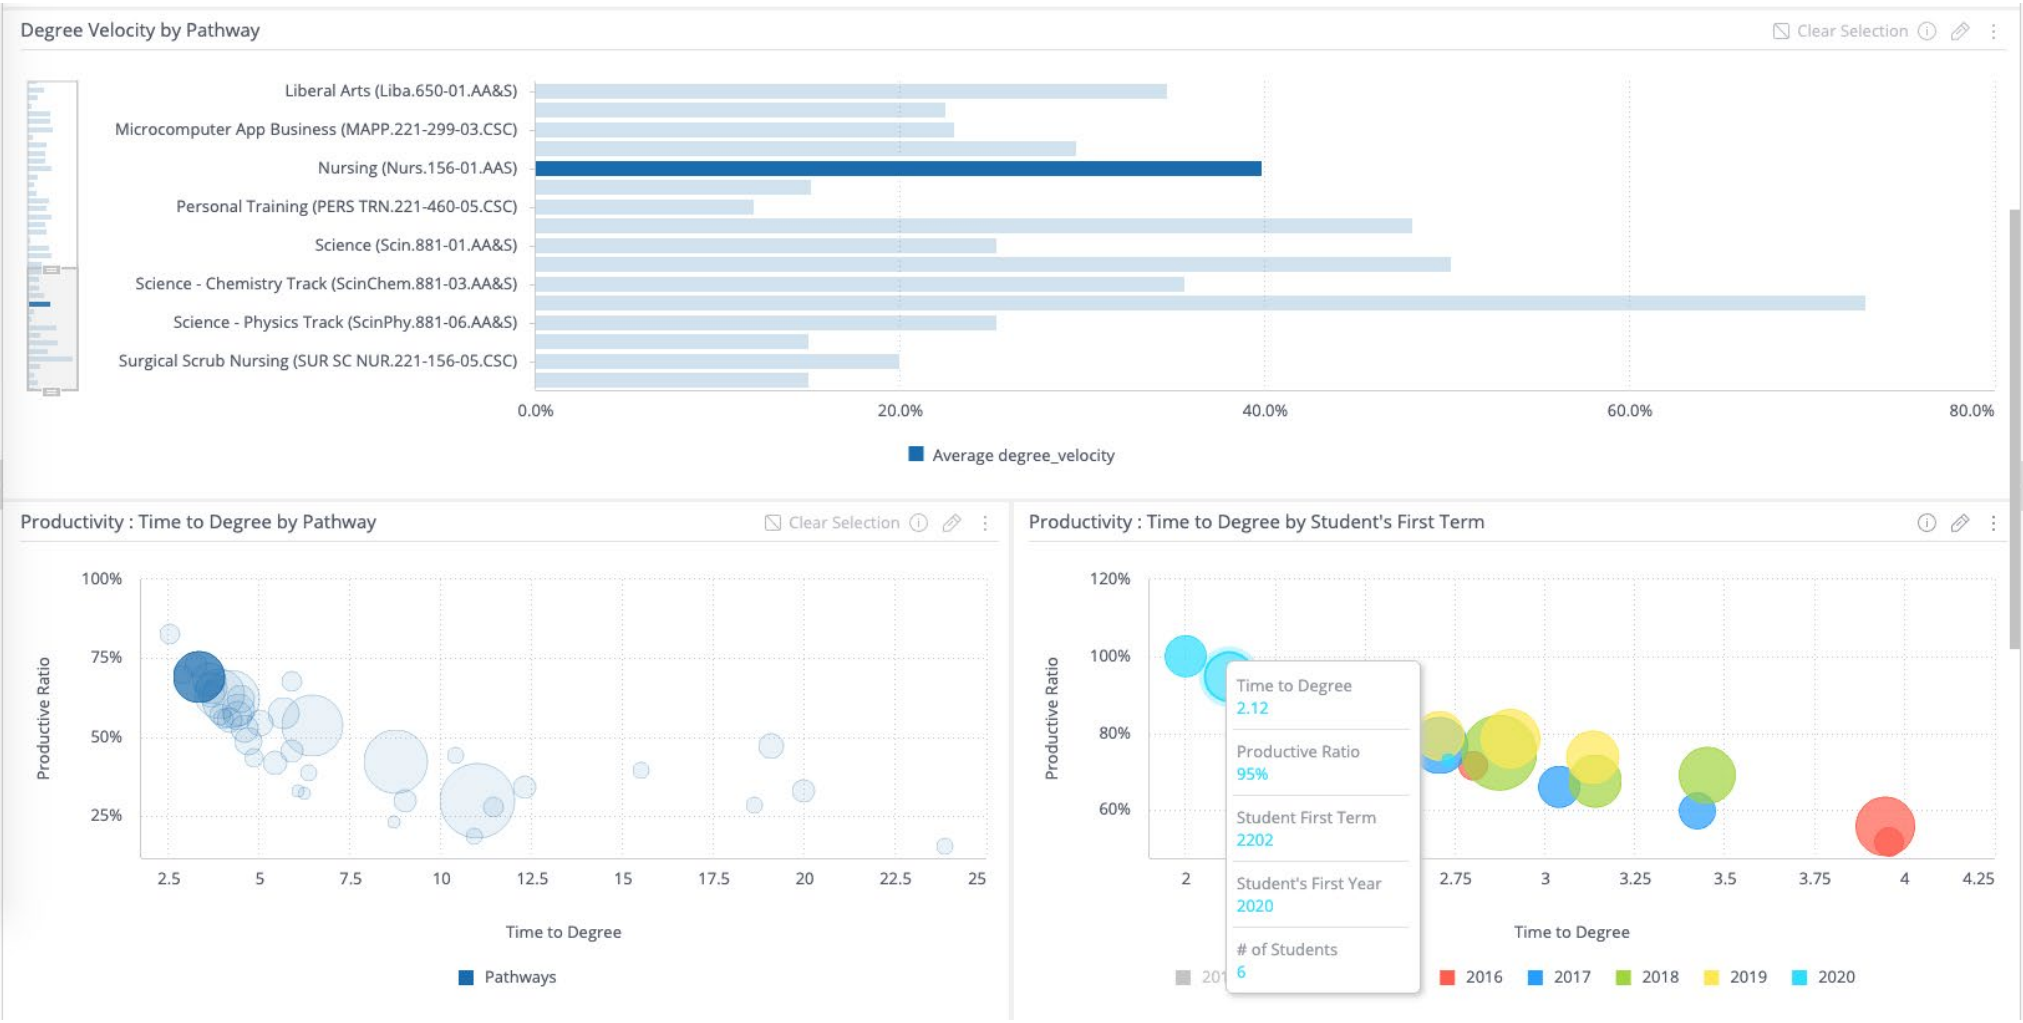 Degree Velocity by Pathway
Clear Selection
Liberal Arts (Liba.650-01.AA&S)
Microcomputer App Business (MAPP.221-299-03.CSC)
Nursing (Nurs.156-01.AAS)
Personal Training (PERS TRN.221-460-05.CSC)
Science (Scin.881-01.AA&S)
Science - Chemistry Track (ScinChem.881-03.AA&S)
Science - Physics Track (ScinPhy.881-06.AA&S)
Surgical Scrub Nursing (SUR SC NUR.221-156-05.CSC)
0.0% 20.0% 40.0% 60.0% 80.0%
Average degree_velocity
Productivity : Time to Degree by Pathway
Clear Selection
Productive Ratio
100%
75%
50%
25%
2.5 5 7.5 10 12.5 15 17.5 20 22.5 25
Time to Degree
Pathways
Productivity : Time to Degree by Student's First Term
Productive Ratio
120%
100%
80%
60%
Time to Degree
2.12
Productive Ratio
95%
Student First Term
2202
Student's First Year
2020
# of Students
6
2 2.75 3 3.25 3.5 3.75 4 4.25
Time to Degree
2016 2017 2018 2019 2020